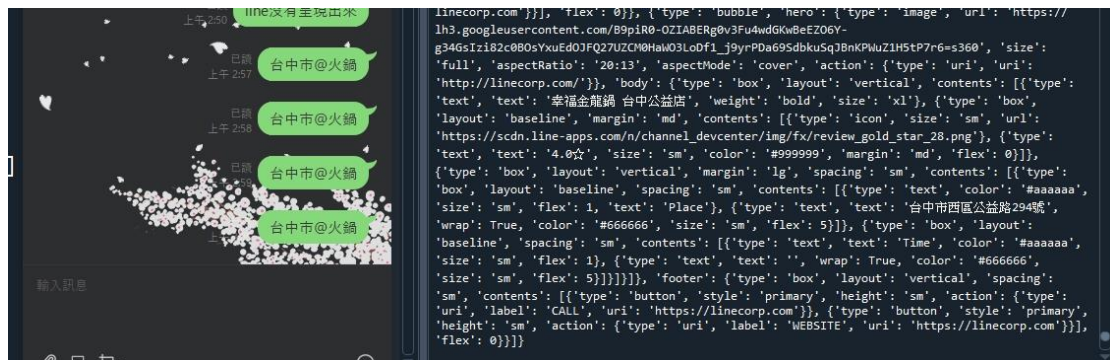 line沒有呈現出來
上午 2:50
已讀
上午 2:57
台中市@火鍋
已讀
上午 2:58
台中市@火鍋
已讀
2:59
台中市@火鍋
台中市@火鍋
輸入訊息
linecorp.com'}}], 'flex': 0}}, {'type': 'bubble', 'hero': {'type': 'image', 'url': 'https://
lh3.googleusercontent.com/B9piR0-OZIABERg0v3Fu4wdGKwBeEZO6Y-
g34GsIzi82c0BOsYxuEdOJFQ27UZCM0HaWO3LoDf1_j9yrPDa69SdbkuSqJBnKPWuZ1H5tP7r6=s360', 'size':
'full', 'aspectRatio': '20:13', 'aspectMode': 'cover', 'action': {'type': 'uri', 'uri':
'http://linecorp.com/'}}, 'body': {'type': 'box', 'layout': 'vertical', 'contents': [{'type':
'text', 'text': '幸福金龍鍋 台中公益店', 'weight': 'bold', 'size': 'xl'}, {'type': 'box',
'layout': 'baseline', 'margin': 'md', 'contents': [{'type': 'icon', 'size': 'sm', 'url':
'https://scdn.line-apps.com/n/channel_devcenter/img/fx/review_gold_star_28.png'}, {'type':
'text', 'text': '4.0☆', 'size': 'sm', 'color': '#999999', 'margin': 'md', 'flex': 0}]},
{'type': 'box', 'layout': 'vertical', 'margin': 'lg', 'spacing': 'sm', 'contents': [{'type':
'box', 'layout': 'baseline', 'spacing': 'sm', 'contents': [{'type': 'text', 'color': '#aaaaaa',
'size': 'sm', 'flex': 1, 'text': 'Place'}, {'type': 'text', 'text': '台中市西區公益路294號',
'wrap': True, 'color': '#666666', 'size': 'sm', 'flex': 5}]}, {'type': 'box', 'layout':
'baseline', 'spacing': 'sm', 'contents': [{'type': 'text', 'text': 'Time', 'color': '#aaaaaa',
'size': 'sm', 'flex': 1}, {'type': 'text', 'text': '', 'wrap': True, 'color': '#666666',
'size': 'sm', 'flex': 5}]}]}]}, 'footer': {'type': 'box', 'layout': 'vertical', 'spacing':
'sm', 'contents': [{'type': 'button', 'style': 'primary', 'height': 'sm', 'action': {'type':
'uri', 'label': 'CALL', 'uri': 'https://linecorp.com'}}, {'type': 'button', 'style': 'primary',
'height': 'sm', 'action': {'type': 'uri', 'label': 'WEBSITE', 'uri': 'https://linecorp.com'}}],
'flex': 0}}]}